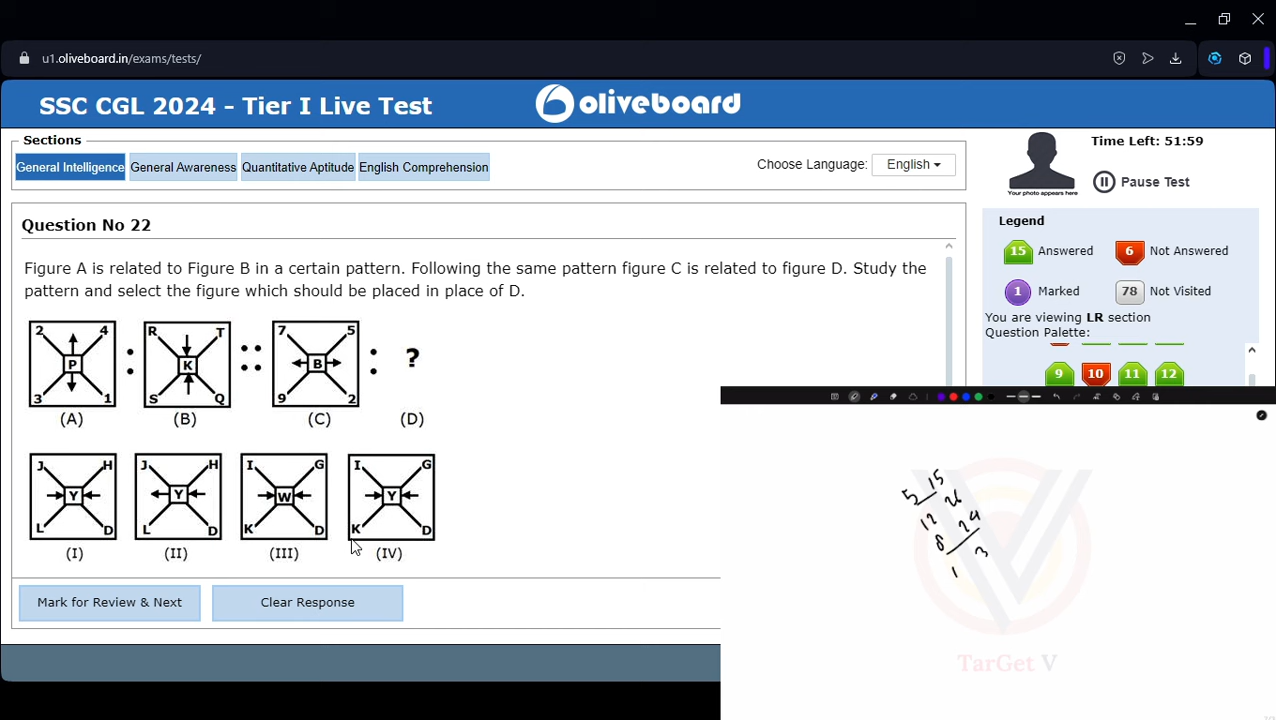 u1.oliveboard.in/exams/tests/
SSC CGL 2024 - Tier I Live Test
oliveboard
Sections
General Intelligence General Awareness Quantitative Aptitude English Comprehension
Choose Language: English
Your photo appears here
Time Left: 51:59
Pause Test
Question No 22
Legend
15 Answered 6 Not Answered
1 Marked 78 Not Visited
You are viewing LR section
Question Palette:
9 10 11 12
Figure A is related to Figure B in a certain pattern. Following the same pattern figure C is related to figure D. Study the
pattern and select the figure which should be placed in place of D.
2 4 R T 7 5
P : K :: B : ?
3 1 S Q 9 2
(A) (B) (C) (D)
J H J H I G I G
Y Y W Y
L D L D K D K D
(I) (II) (III) (IV)
Mark for Review & Next Clear Response
5 15
12 26
8 24
1 3
TarGet V